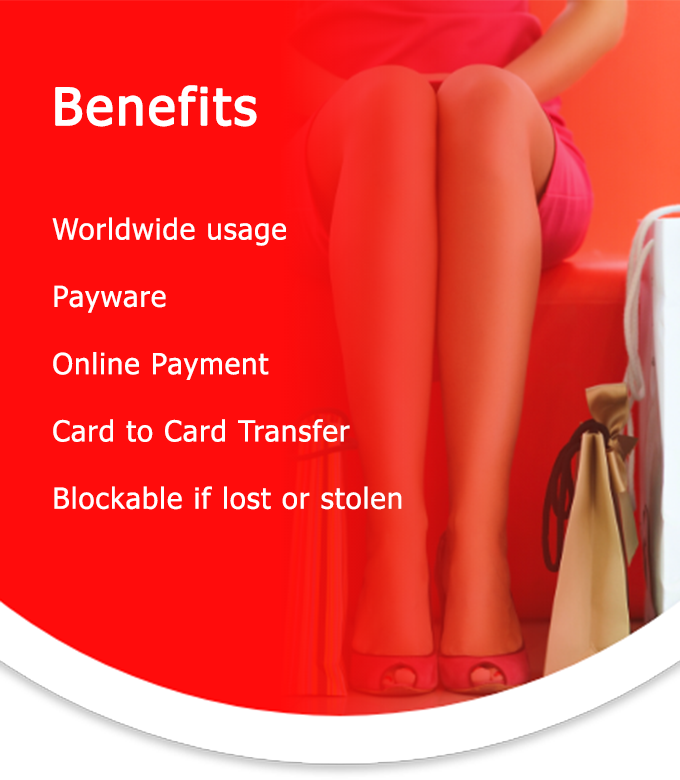 Benefits
Worldwide usage
Payware
Online Payment
Card to Card Transfer
Blockable if lost or stolen